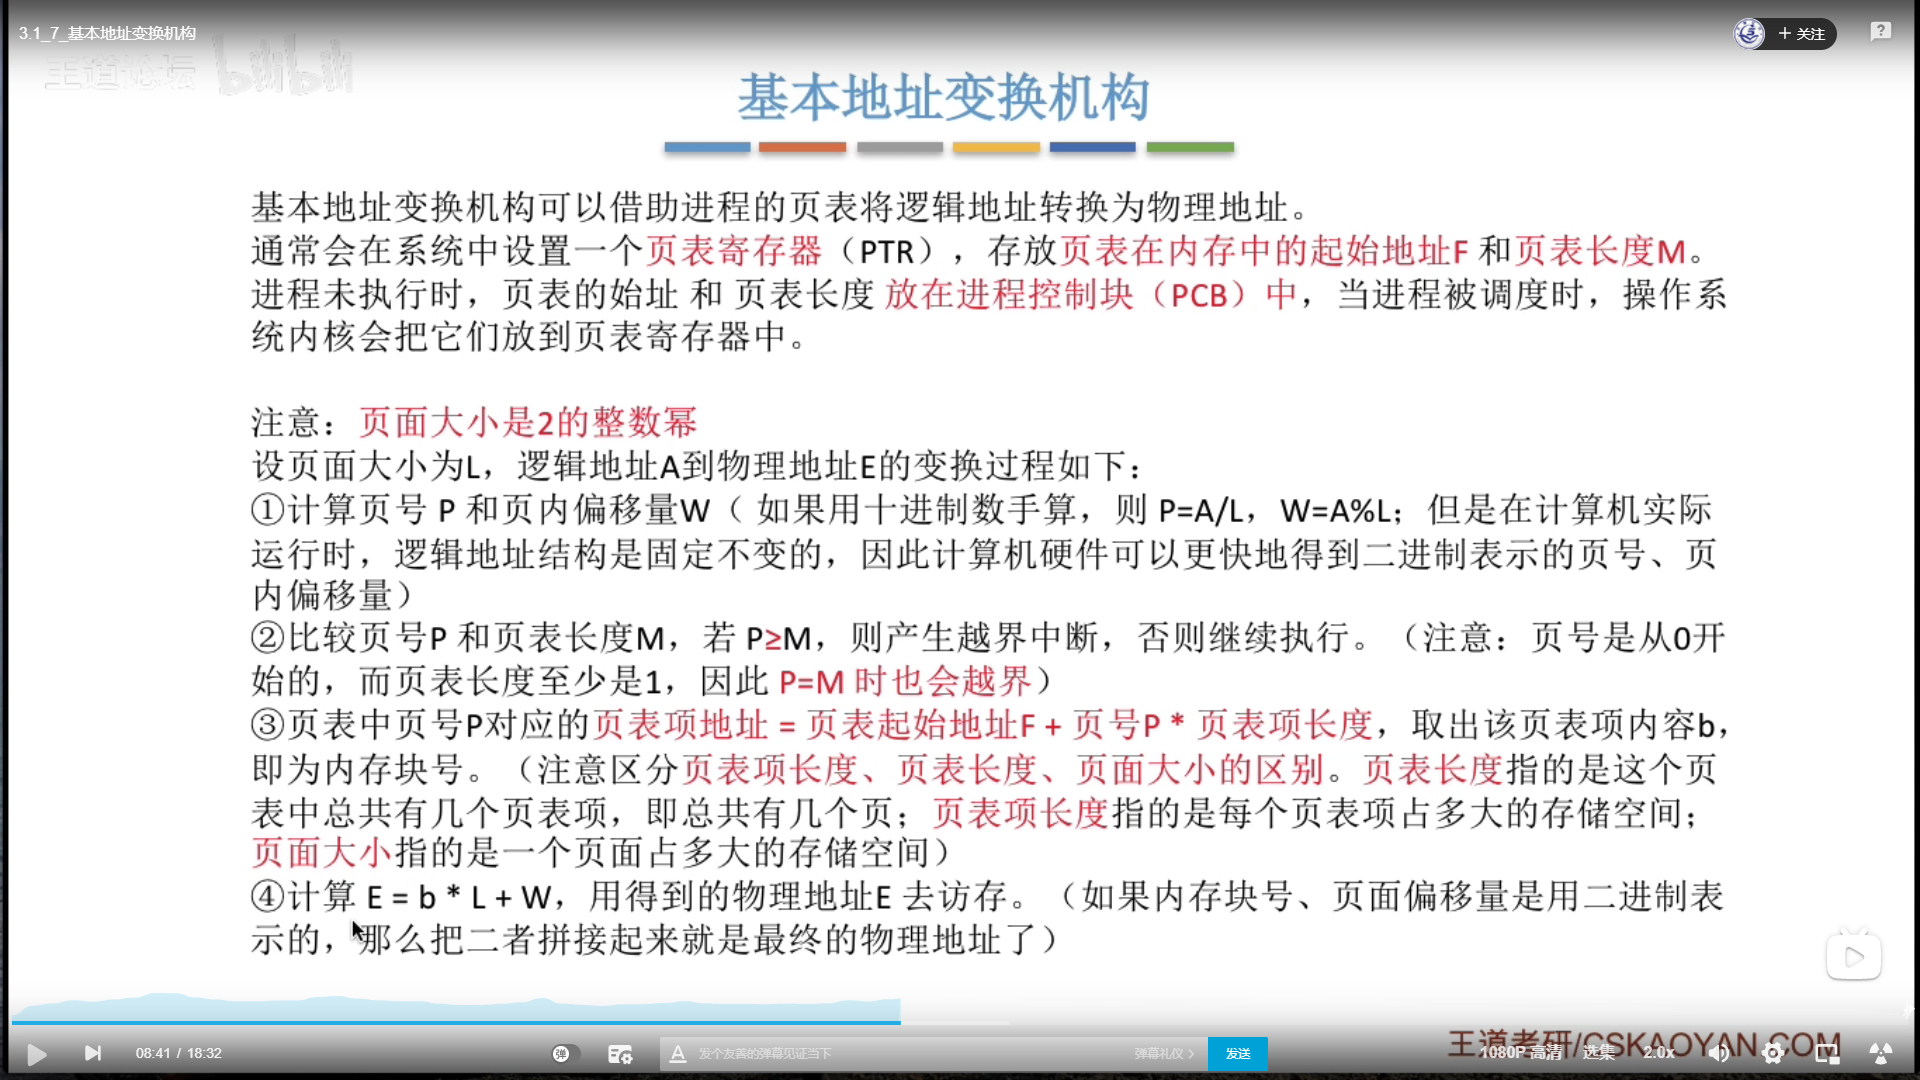 3.1_7_基本地址变换机构
+ 关注
王道论坛 bilibili
基本地址变换机构
基本地址变换机构可以借助进程的页表将逻辑地址转换为物理地址。
通常会在系统中设置一个页表寄存器（PTR），存放页表在内存中的起始地址F 和页表长度M。
进程未执行时，页表的始址 和 页表长度 放在进程控制块（PCB）中，当进程被调度时，操作系
统内核会把它们放到页表寄存器中。
注意：页面大小是2的整数幂
设页面大小为L，逻辑地址A到物理地址E的变换过程如下：
①计算页号 P 和页内偏移量W（ 如果用十进制数手算，则 P=A/L，W=A%L；但是在计算机实际
运行时，逻辑地址结构是固定不变的，因此计算机硬件可以更快地得到二进制表示的页号、页
内偏移量）
②比较页号P 和页表长度M，若 P≥M，则产生越界中断，否则继续执行。（注意：页号是从0开
始的，而页表长度至少是1，因此 P=M 时也会越界）
③页表中页号P对应的页表项地址 = 页表起始地址F + 页号P * 页表项长度，取出该页表项内容b，
即为内存块号。（注意区分页表项长度、页表长度、页面大小的区别。页表长度指的是这个页
表中总共有几个页表项，即总共有几个页；页表项长度指的是每个页表项占多大的存储空间；
页面大小指的是一个页面占多大的存储空间）
④计算 E = b * L + W，用得到的物理地址E 去访存。（如果内存块号、页面偏移量是用二进制表
示的，那么把二者拼接起来就是最终的物理地址了）
王道考研/CSKAOYAN.COM
08:41 / 18:32
弹
A 发个友善的弹幕见证当下
弹幕礼仪 >
发送
1080P 高清
选集
2.0x